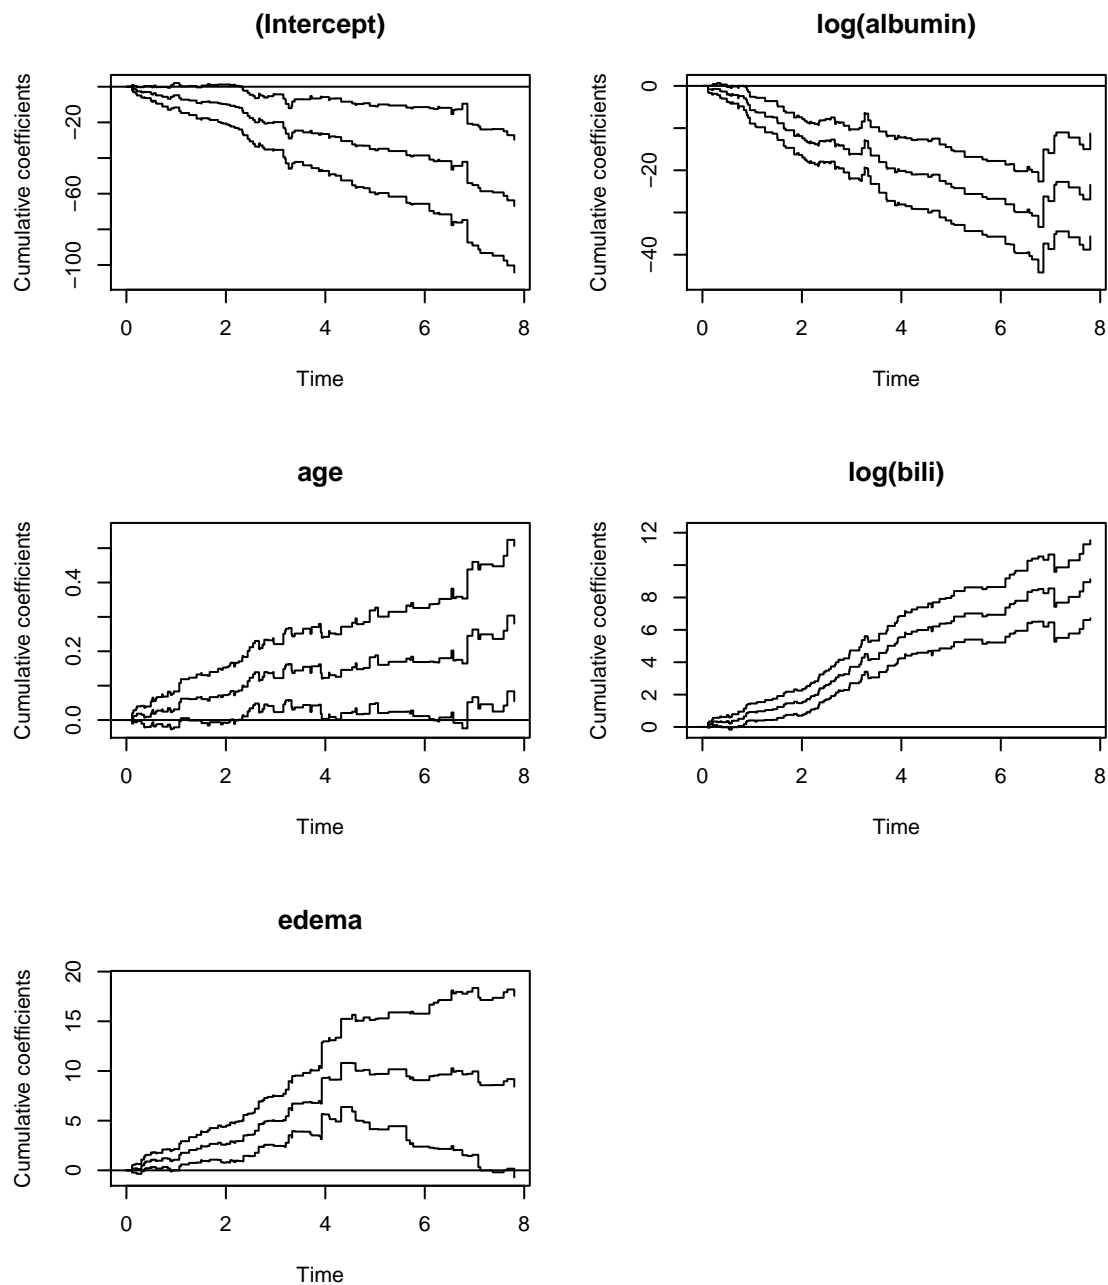 (Intercept)
Cumulative coefficients
−20
−60
−100
0 2 4 6 8
Time
log(albumin)
Cumulative coefficients
0
−20
−40
0 2 4 6 8
Time
age
Cumulative coefficients
0.4
0.2
0.0
0 2 4 6 8
Time
log(bili)
Cumulative coefficients
12
8
6
4
2
0
0 2 4 6 8
Time
edema
Cumulative coefficients
20
15
10
5
0
0 2 4 6 8
Time